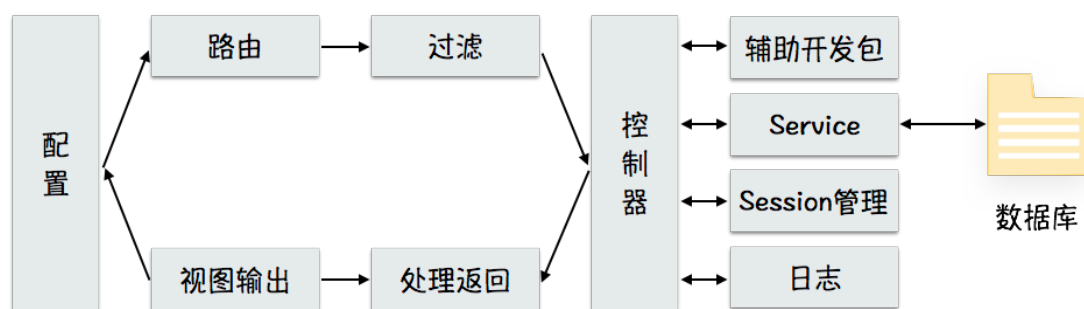 配置
路由
过滤
控制器
辅助开发包
Service
Session管理
日志
数据库
视图输出
处理返回